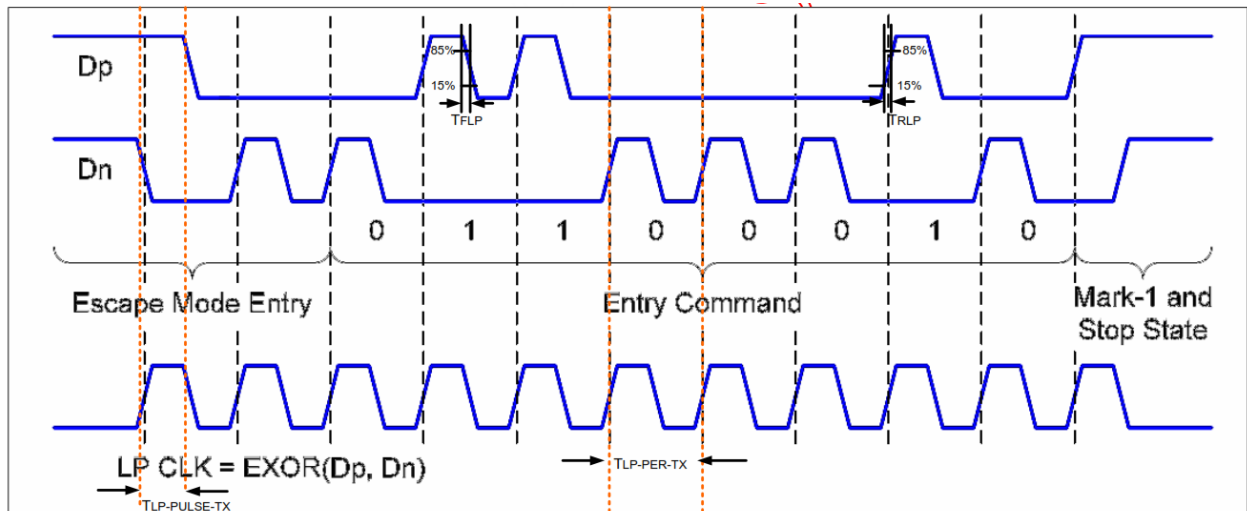 Dp
85%
15%
TFLP
85%
15%
TRLP
Dn
0 1 1 0 0 0 1 0
Escape Mode Entry
Entry Command
Mark-1 and
Stop State
LP CLK = EXOR(Dp, Dn)
TLP-PER-TX
TLP-PULSE-TX